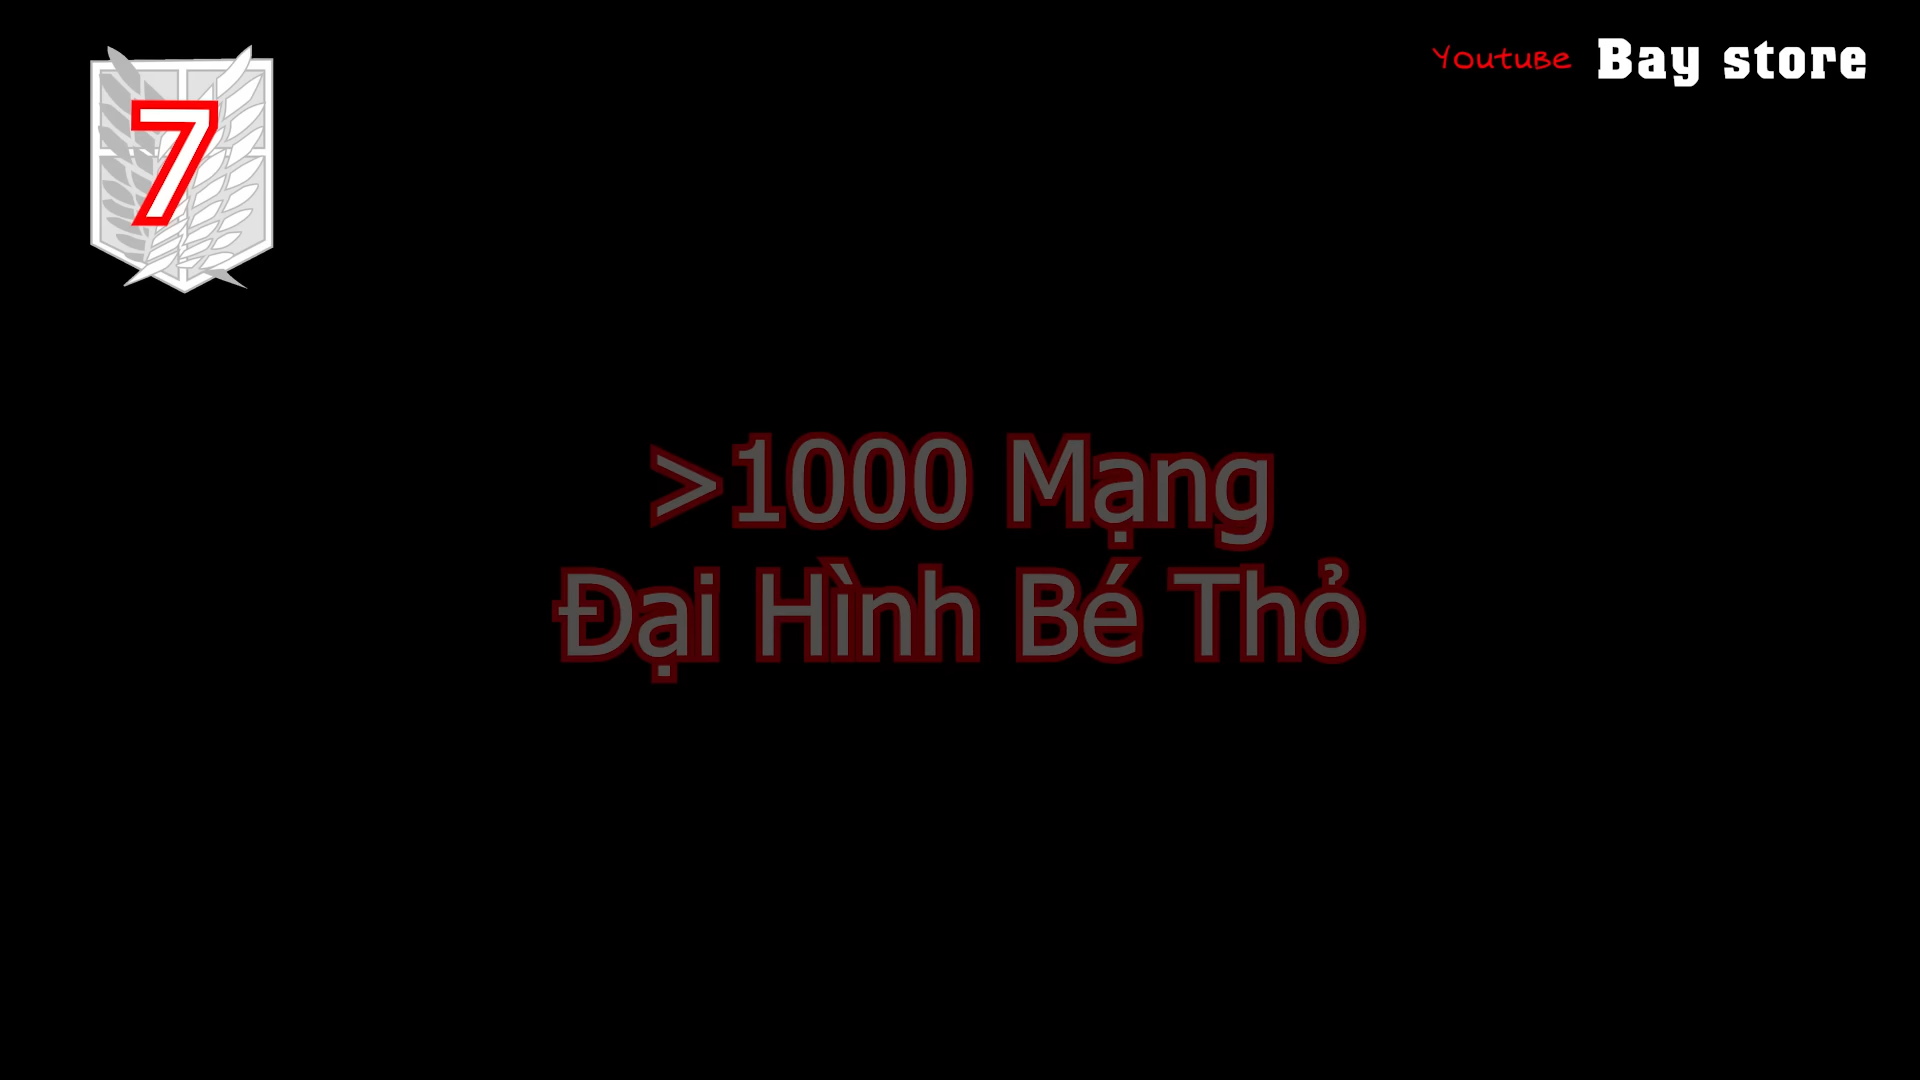 7
Youtube Bay store
>1000 Mạng
Đại Hình Bé Thỏ